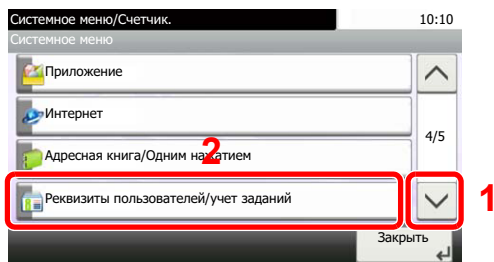 Системное меню/Счетчик. 10:10
Системное меню
Приложение
Интернет
4/5
2
Адресная книга/Одним нажатием
Реквизиты пользователей/учет заданий
1
Закрыть